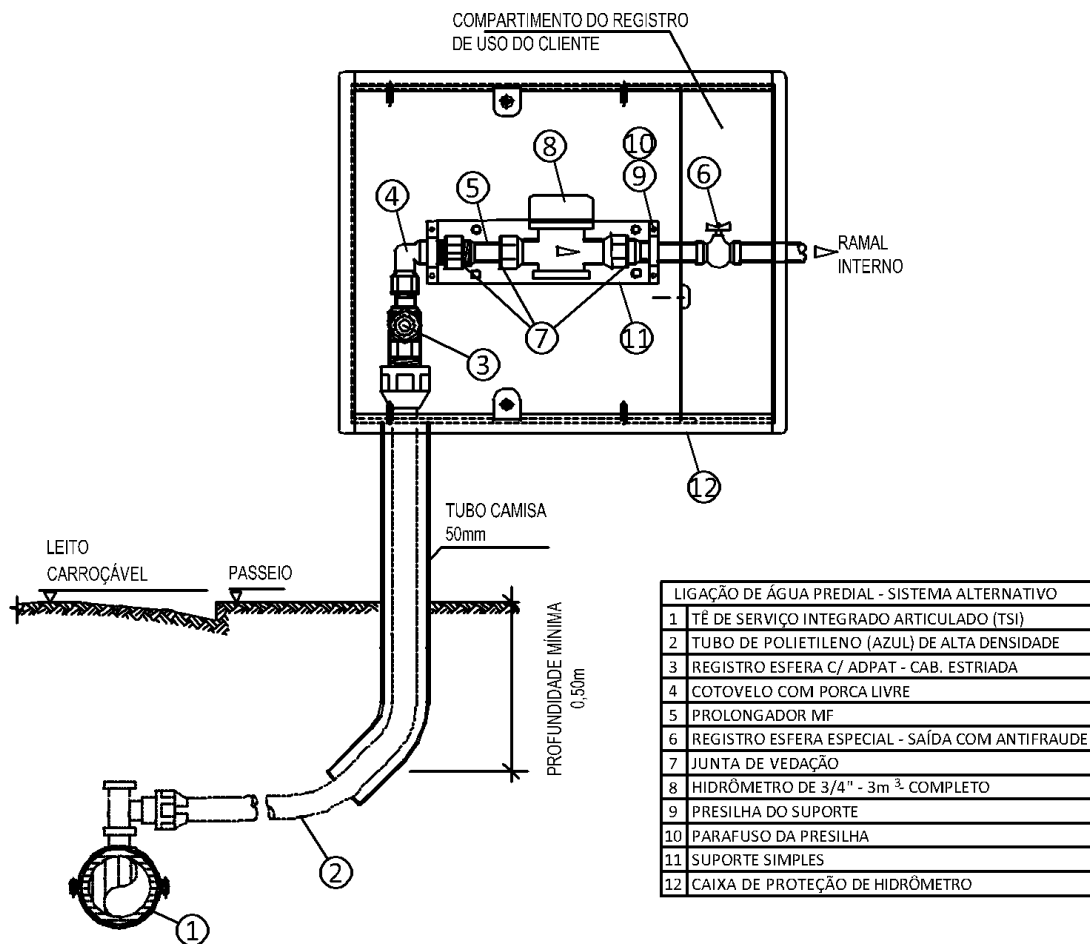 COMPARTIMENTO DO REGISTRO
DE USO DO CLIENTE
10
8
9
6
5
4
RAMAL
INTERNO
7
11
3
12
TUBO CAMISA
50mm
LEITO
CARROÇÁVEL
PASSEIO
PROFUNDIDADE MÍNIMA
0,50m
2
1
LIGAÇÃO DE ÁGUA PREDIAL - SISTEMA ALTERNATIVO
1 TÊ DE SERVIÇO INTEGRADO ARTICULADO (TSI)
2 TUBO DE POLIETILENO (AZUL) DE ALTA DENSIDADE
3 REGISTRO ESFERA C/ ADPAT - CAB. ESTRIADA
4 COTOVELO COM PORCA LIVRE
5 PROLONGADOR MF
6 REGISTRO ESFERA ESPECIAL - SAÍDA COM ANTIFRAUDE
7 JUNTA DE VEDAÇÃO
8 HIDRÔMETRO DE 3/4" - 3m³- COMPLETO
9 PRESILHA DO SUPORTE
10 PARAFUSO DA PRESILHA
11 SUPORTE SIMPLES
12 CAIXA DE PROTEÇÃO DE HIDRÔMETRO